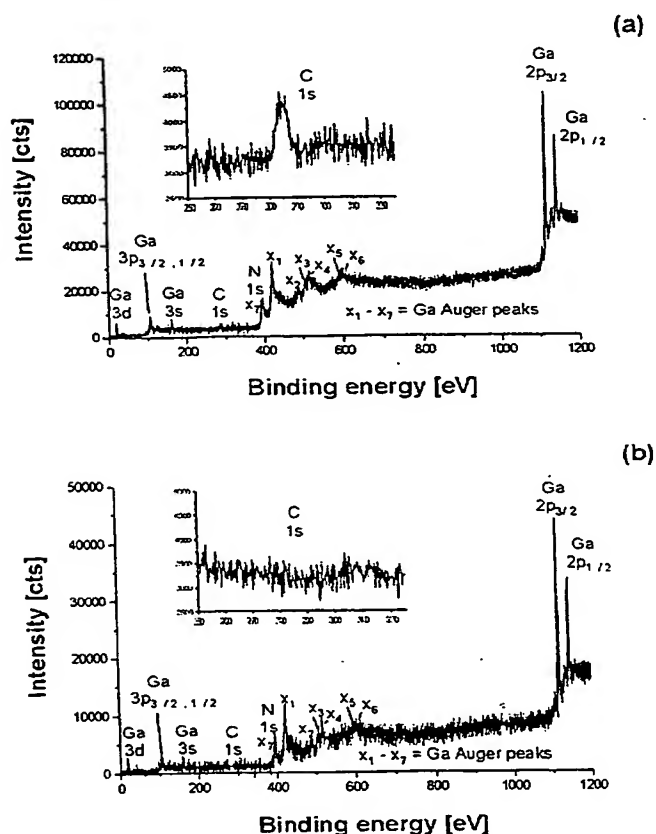 (a)
120000
100000
80000
60000
40000
20000
0
Intensity [cts]
C
1s
Ga
2p3/2
Ga
2p1/2
Ga
3p3/2,1/2
Ga
3d
Ga
3s
C
1s
N
1s
x7
x1
x2
x3
x4
x5
x6
x1 - x7 = Ga Auger peaks
0 200 400 600 800 1000 1200
Binding energy [eV]
(b)
50000
40000
30000
20000
10000
0
Intensity [cts]
C
1s
Ga
2p3/2
Ga
2p1/2
Ga
3p3/2,1/2
Ga
3d
Ga
3s
C
1s
N
1s
x7
x1
x2
x3
x4
x5
x6
x1 - x7 = Ga Auger peaks
0 200 400 600 800 1000 1200
Binding energy [eV]